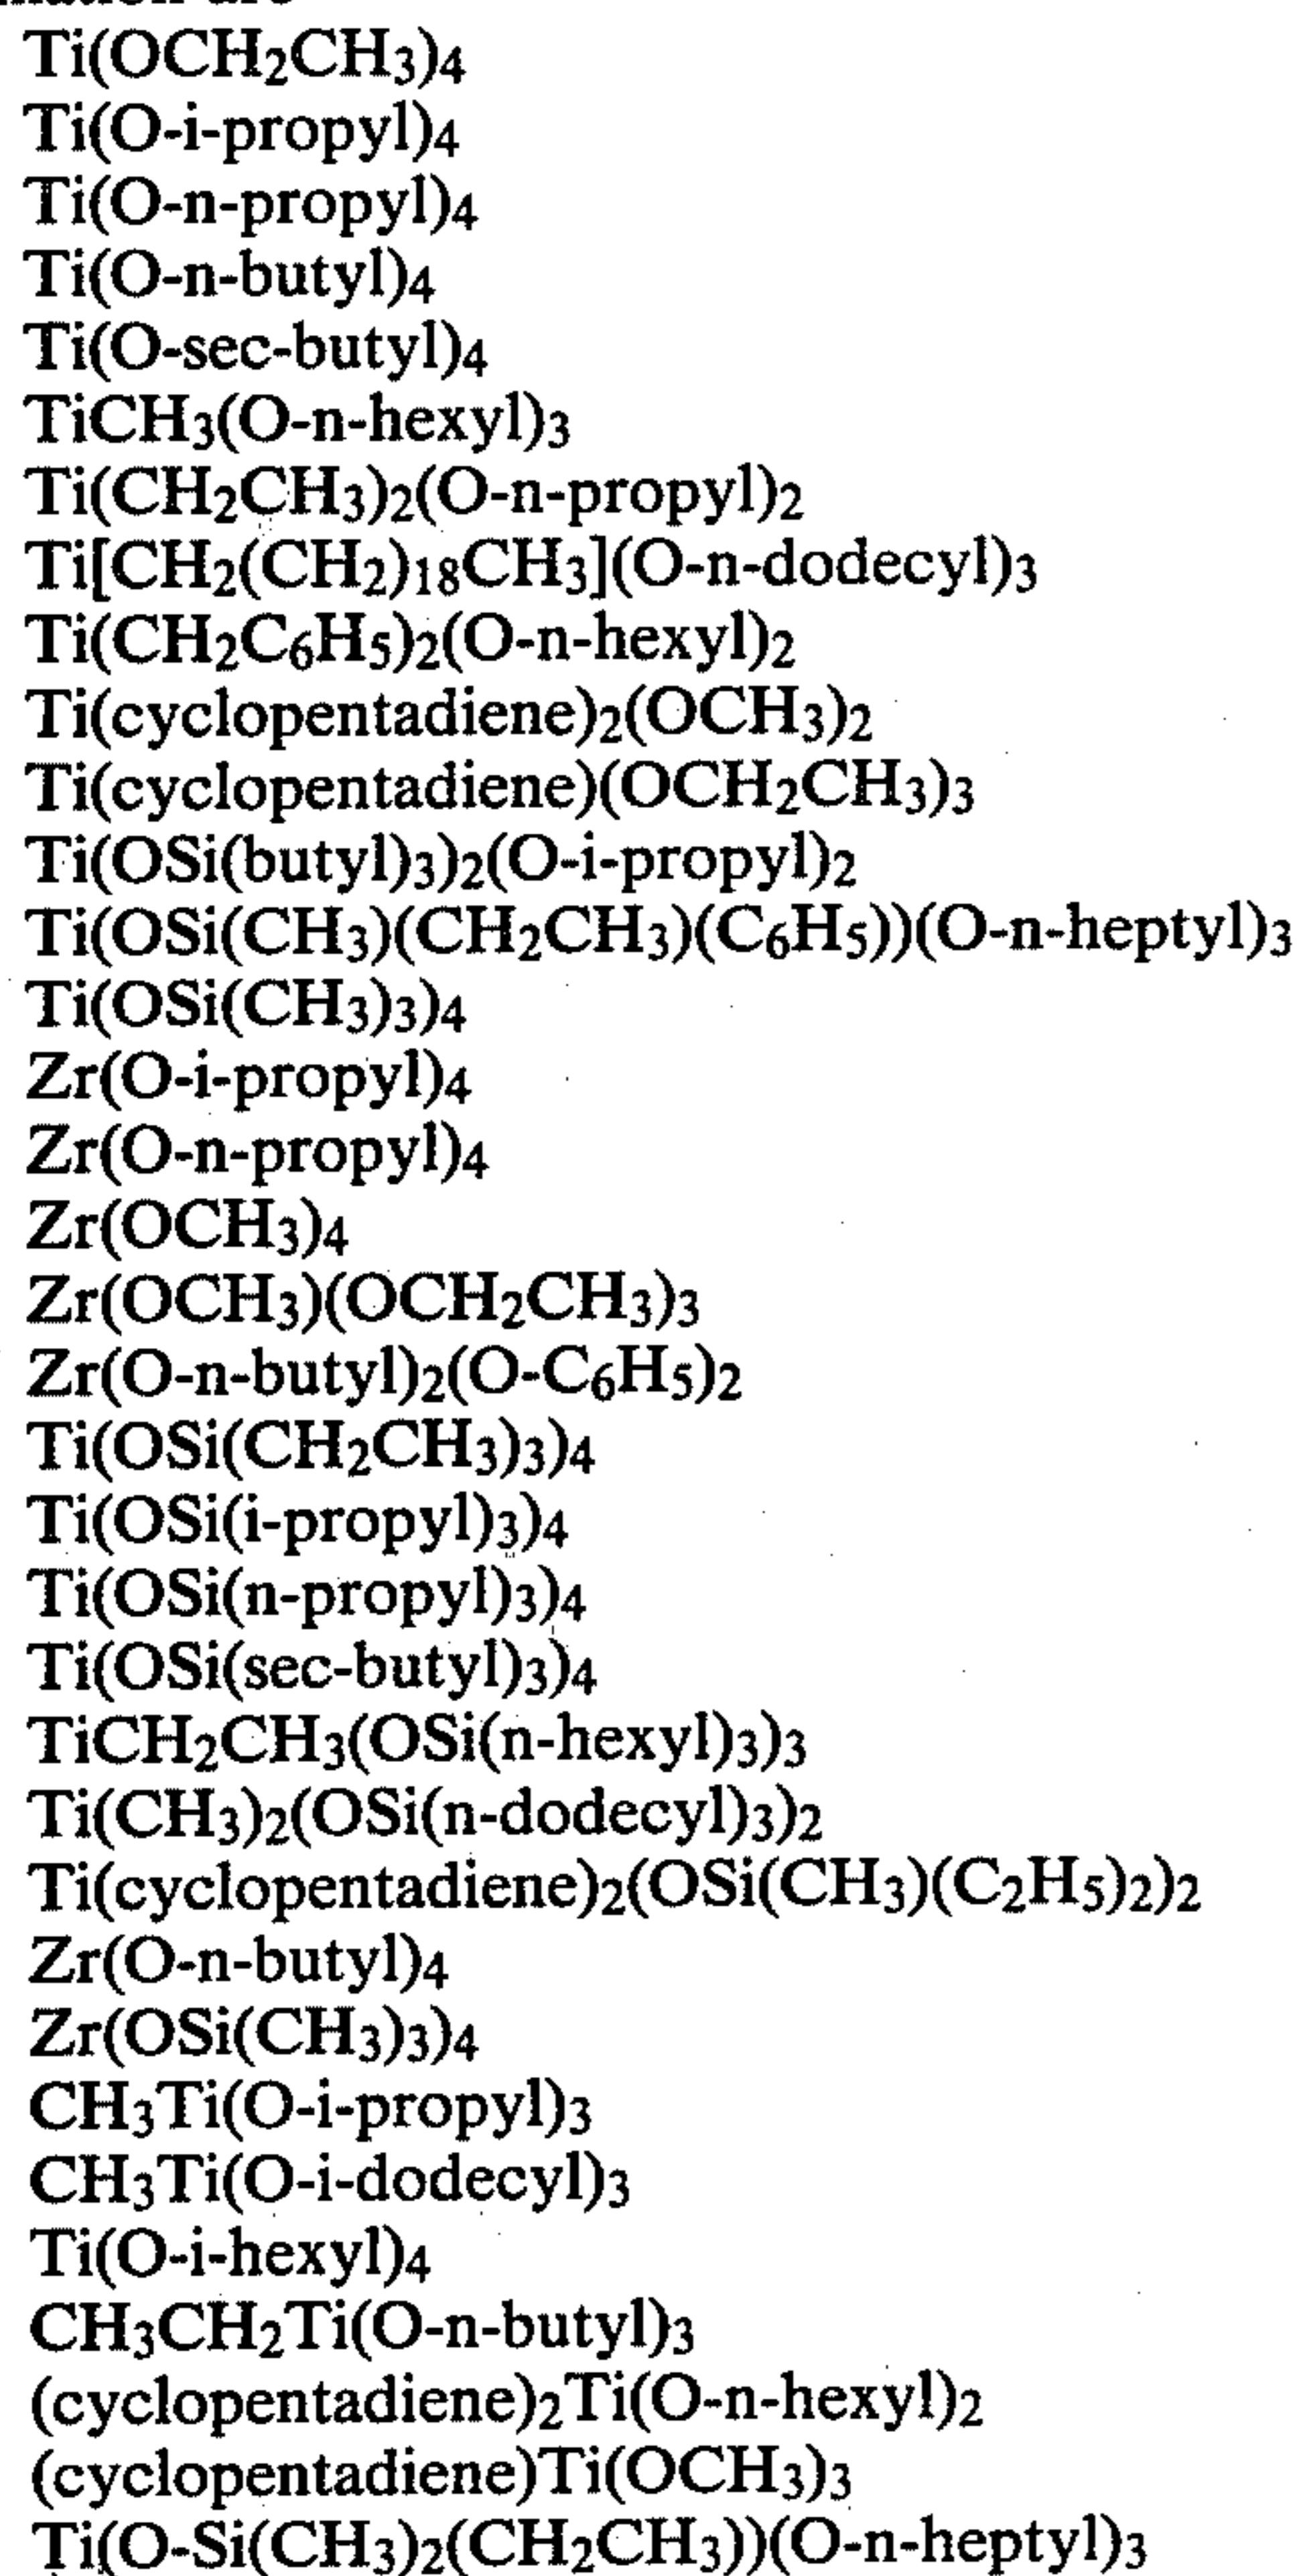 Ti(OCH2CH3)4
Ti(O-i-propyl)4
Ti(O-n-propyl)4
Ti(O-n-butyl)4
Ti(O-sec-butyl)4
TiCH3(O-n-hexyl)3
Ti(CH2CH3)2(O-n-propyl)2
Ti[CH2(CH2)18CH3](O-n-dodecyl)3
Ti(CH2C6H5)2(O-n-hexyl)2
Ti(cyclopentadiene)2(OCH3)2
Ti(cyclopentadiene)(OCH2CH3)3
Ti(OSi(butyl)3)2(O-i-propyl)2
Ti(OSi(CH3)(CH2CH3)(C6H5))(O-n-heptyl)3
Ti(OSi(CH3)3)4
Zr(O-i-propyl)4
Zr(O-n-propyl)4
Zr(OCH3)4
Zr(OCH3)(OCH2CH3)3
Zr(O-n-butyl)2(O-C6H5)2
Ti(OSi(CH2CH3)3)4
Ti(OSi(i-propyl)3)4
Ti(OSi(n-propyl)3)4
Ti(OSi(sec-butyl)3)4
TiCH2CH3(OSi(n-hexyl)3)3
Ti(CH3)2(OSi(n-dodecyl)3)2
Ti(cyclopentadiene)2(OSi(CH3)(C2H5)2)2
Zr(O-n-butyl)4
Zr(OSi(CH3)3)4
CH3Ti(O-i-propyl)3
CH3Ti(O-i-dodecyl)3
Ti(O-i-hexyl)4
CH3CH2Ti(O-n-butyl)3
(cyclopentadiene)2Ti(O-n-hexyl)2
(cyclopentadiene)Ti(OCH3)3
Ti(O-Si(CH3)2(CH2CH3))(O-n-heptyl)3